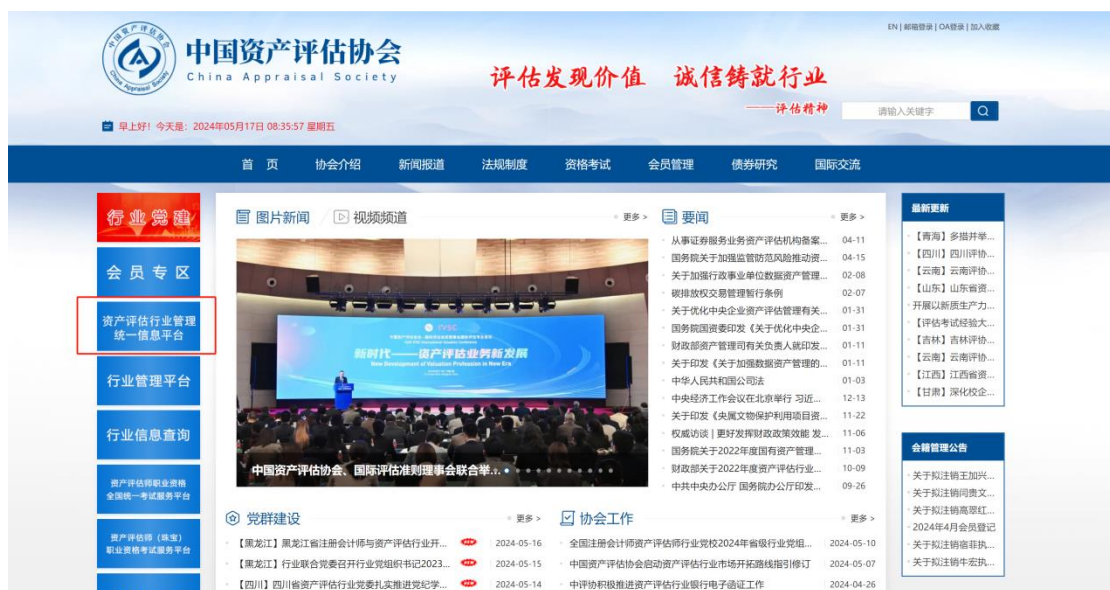 EN | 邮箱登录 | OA登录 | 加入收藏
中国资产评估协会
China Appraisal Society
评估发现价值 诚信铸就行业
——评估精神
请输入关键字
早上好！今天是：2024年05月17日 08:35:57 星期五
首 页 协会介绍 新闻报道 法规制度 资格考试 会员管理 债券研究 国际交流
行业党建
会员专区
资产评估行业管理
统一信息平台
行业管理平台
行业信息查询
资产评估师职业资格
全国统一考试服务平台
资产评估师（珠宝）
职业资格考试服务平台
图片新闻 / 视频频道 更多 >
IVSC
新时代——资产评估业务新发展
New Development of Valuation Profession in New Era
中国资产评估协会、国际评估准则理事会联合举...
要闻 更多 >
从事证券服务业务资产评估机构备案... 04-11
国务院关于加强监管防范风险推动资... 04-15
关于加强行政事业单位数据资产管理... 02-08
碳排放权交易管理暂行条例 02-07
关于优化中央企业资产评估管理有关... 01-31
国务院国资委印发《关于优化中央企... 01-31
财政部资产管理司有关负责人就印发... 01-11
关于印发《关于加强数据资产管理的... 01-11
中华人民共和国公司法 01-03
中央经济工作会议在北京举行 习近... 12-13
关于印发《央属文物保护利用项目资... 11-22
权威访谈 | 更好发挥财政政策效能 发... 11-06
国务院关于2022年度国有资产管理... 11-03
财政部关于2022年度资产评估行业... 10-09
中共中央办公厅 国务院办公厅印发... 09-26
最新更新
【青海】多措并举...
【四川】四川评协...
【云南】云南评协...
【山东】山东省资...
开展以新质生产力...
【评估考试经验大...
【吉林】吉林评协...
【云南】云南评协...
【江西】江西省资...
【甘肃】深化校企...
会籍管理公告
关于拟注销王加兴...
关于拟注销闫贵文...
关于拟注销高翠红...
2024年4月会员登记
关于拟注销宿菲执...
关于拟注销牛宏执...
党群建设 更多 >
【黑龙江】黑龙江省注册会计师与资产评估行业开... 2024-05-16
【黑龙江】行业联合党委召开行业党组织书记2023... 2024-05-15
【四川】四川省资产评估行业党委扎实推进党纪学... 2024-05-14
协会工作 更多 >
全国注册会计师资产评估师行业党校2024年省级行业党组... 2024-05-10
中国资产评估协会启动资产评估行业市场开拓路线指引修订 2024-05-07
中评协积极推进资产评估行业银行电子函证工作 2024-04-26